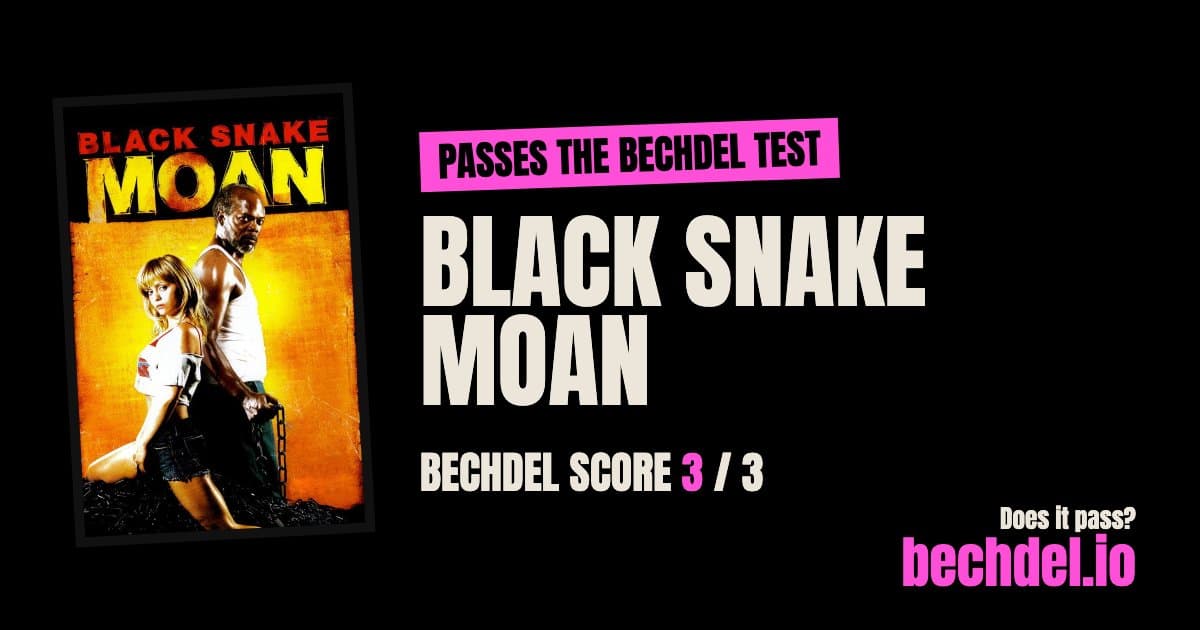 BLACK SNAKE
MOAN
PASSES THE BECHDEL TEST
BLACK SNAKE
MOAN
BECHDEL SCORE 3 / 3
Does it pass?
bechdel.io